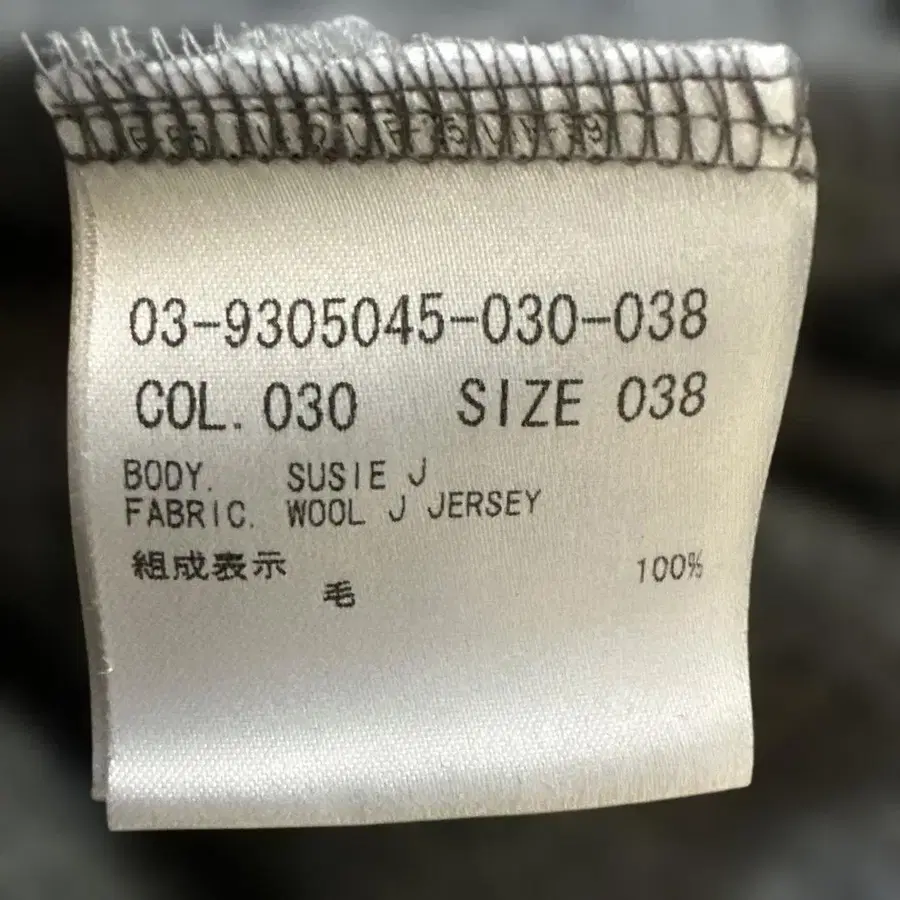 03-9305045-030-038
COL. 030 SIZE 038
BODY. SUSIE J
FABRIC. WOOL J JERSEY
組成表示
毛 100%